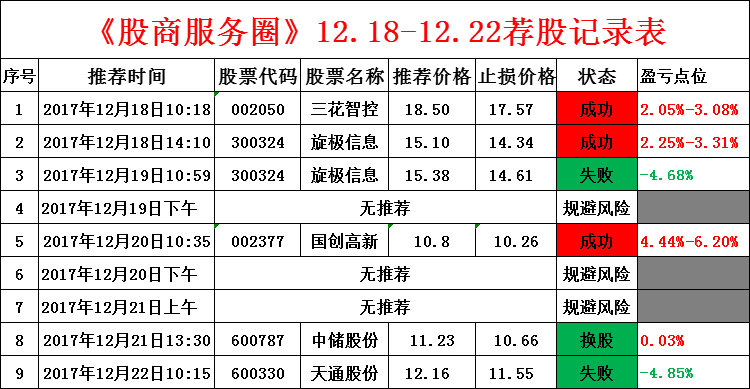 《股商服务圈》12.18-12.22荐股记录表
序号 推荐时间 股票代码 股票名称 推荐价格 止损价格 状态 盈亏点位
1 2017年12月18日10:18 002050 三花智控 18.50 17.57 成功 2.05%-3.08%
2 2017年12月18日14:10 300324 旋极信息 15.10 14.34 成功 2.25%-3.31%
3 2017年12月19日10:59 300324 旋极信息 15.38 14.61 失败 -4.68%
4 2017年12月19日下午 无推荐 规避风险
5 2017年12月20日10:35 002377 国创高新 10.8 10.26 成功 4.44%-6.20%
6 2017年12月20日下午 无推荐 规避风险
7 2017年12月21日上午 无推荐 规避风险
8 2017年12月21日13:30 600787 中储股份 11.23 10.66 换股 0.03%
9 2017年12月22日10:15 600330 天通股份 12.16 11.55 失败 -4.85%